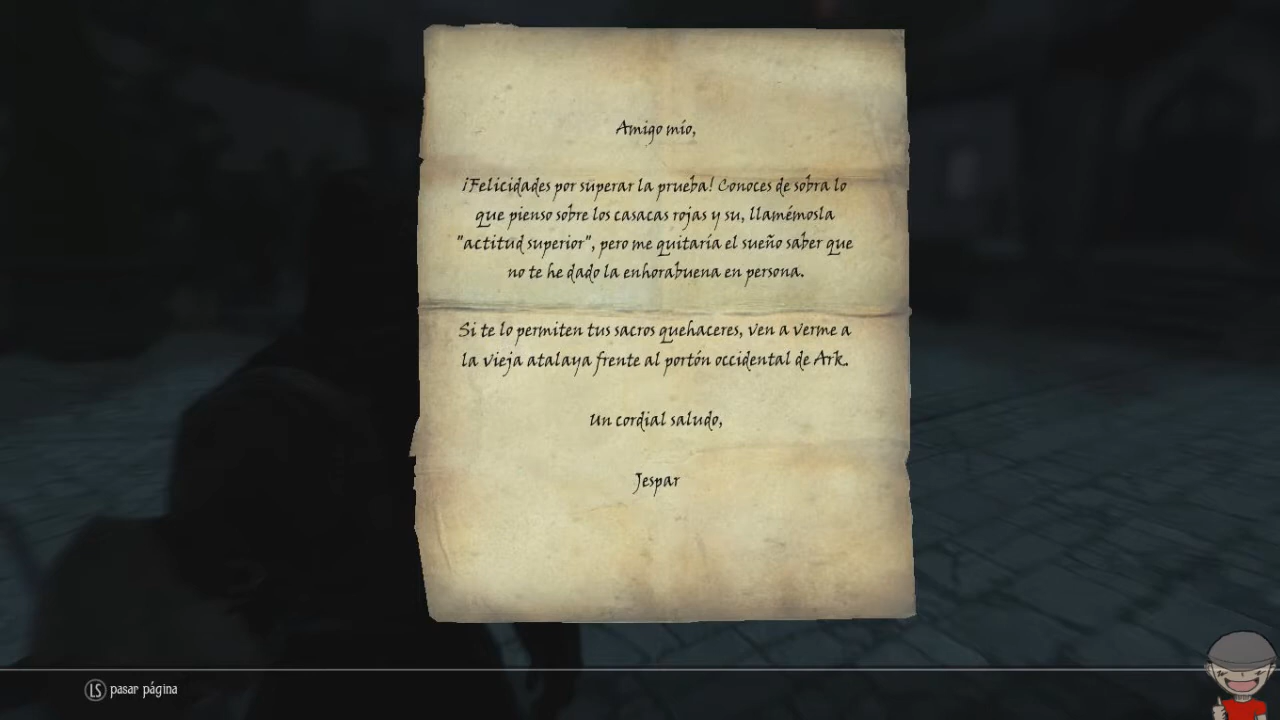 Amigo mío,
¡Felicidades por superar la prueba! Conoces de sobra lo
que pienso sobre los casacas rojas y su, llamémosla
"actitud superior", pero me quitaría el sueño saber que
no te he dado la enhorabuena en persona.
Si te lo permiten tus sacros quehaceres, ven a verme a
la vieja atalaya frente al portón occidental de Ark.
Un cordial saludo,
Jespar
LS pasar página